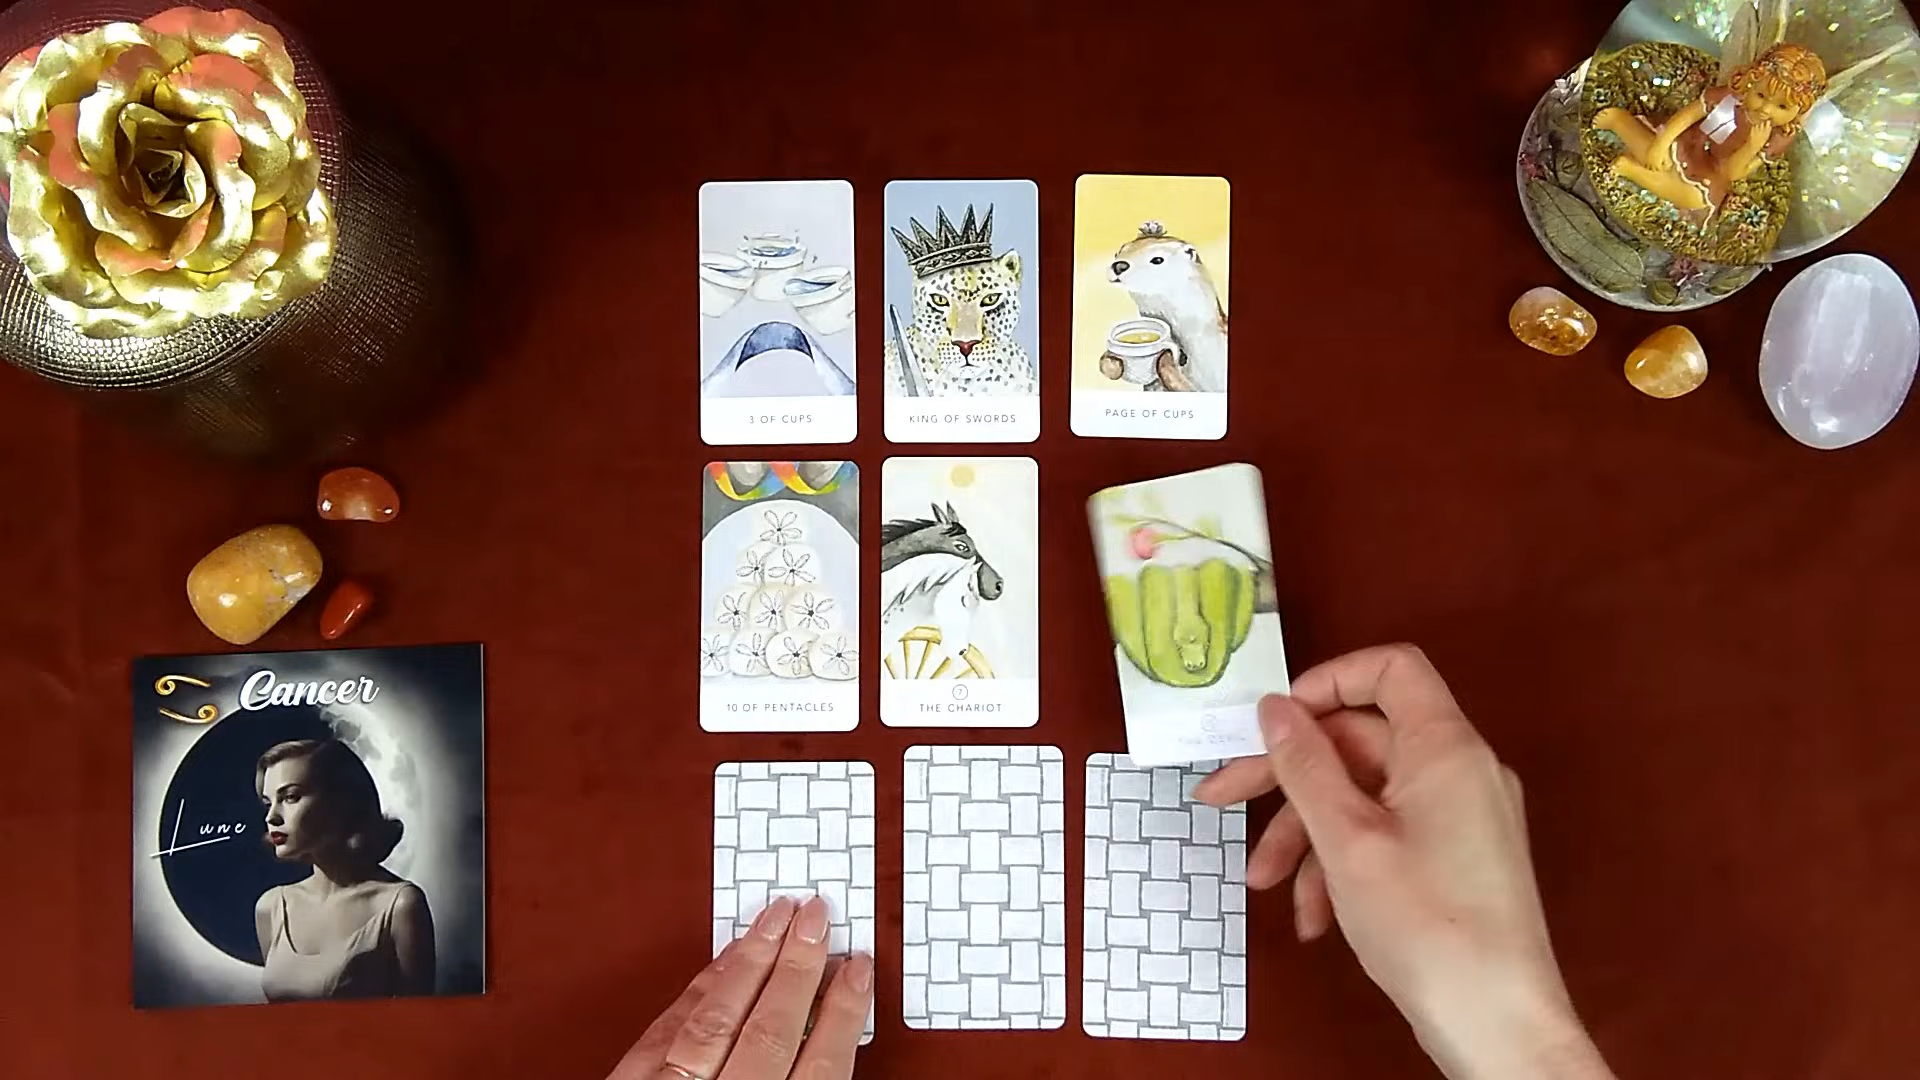 3 OF CUPS
KING OF SWORDS
PAGE OF CUPS
10 OF PENTACLES
7
THE CHARIOT
Cancer
Lune